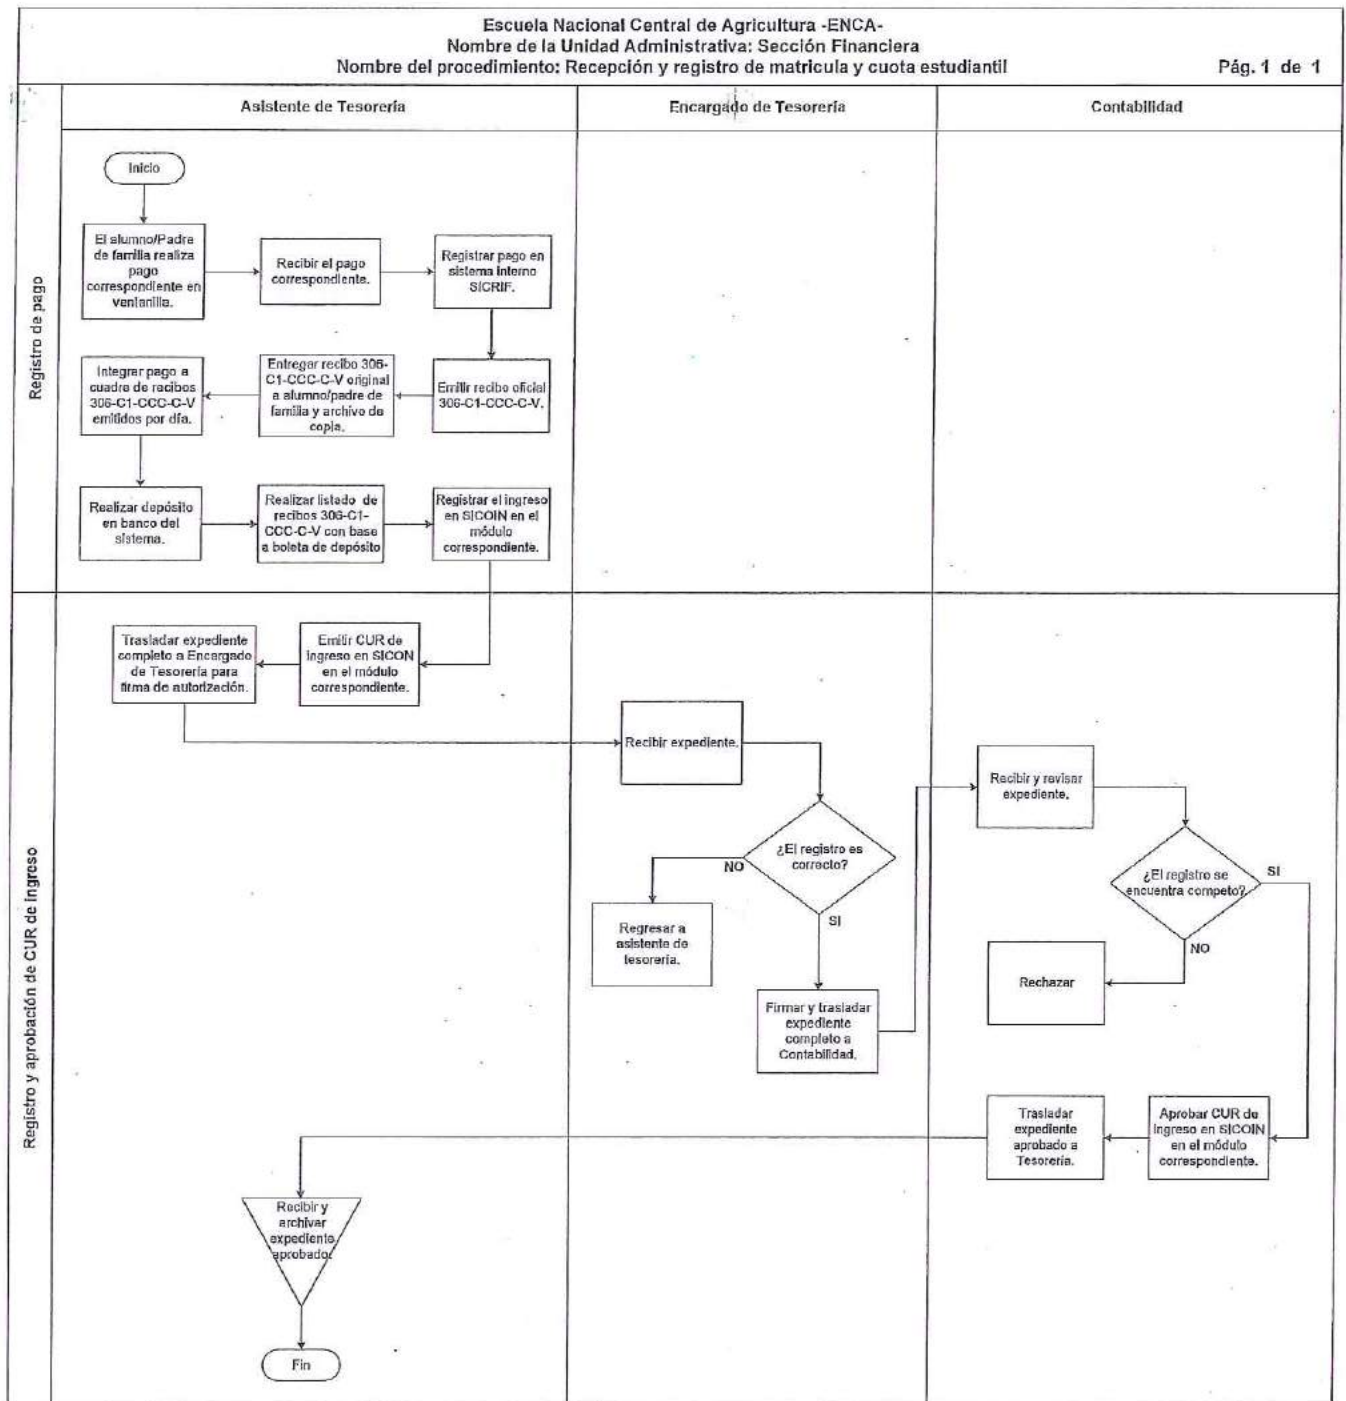 Escuela Nacional Central de Agricultura -ENCA-
Nombre de la Unidad Administrativa: Sección Financiera
Nombre del procedimiento: Recepción y registro de matricula y cuota estudiantil
Pág. 1 de 1
Asistente de Tesorería
Encargado de Tesorería
Contabilidad
Registro de pago
Inicio
El alumno/Padre
de familia realiza
pago
correspondiente en
ventanilla.
Recibir el pago
correspondiente.
Registrar pago en
sistema interno
SICRIF.
Emitir recibo oficial
306-C1-CCC-C-V.
Entregar recibo 306-
C1-CCC-C-V original
a alumno/padre de
familia y archivo de
copia.
Integrar pago a
cuadre de recibos
306-C1-CCC-C-V
emitidos por día.
Realizar depósito
en banco del
sistema.
Realizar listado de
recibos 306-C1-
CCC-C-V con base
a boleta de depósito
Registrar el ingreso
en SICOIN en el
módulo
correspondiente.
Registro y aprobación de CUR de ingreso
Emitir CUR de
ingreso en SICON
en el módulo
correspondiente.
Trasladar expediente
completo a Encargado
de Tesorería para
firma de autorización.
Recibir expediente.
¿El registro es
correcto?
NO
Regresar a
asistente de
tesorería.
SI
Firmar y trasladar
expediente
completo a
Contabilidad.
Recibir y revisar
expediente.
¿El registro se
encuentra competo?
SI
NO
Rechazar
Aprobar CUR de
ingreso en SICOIN
en el módulo
correspondiente.
Trasladar
expediente
aprobado a
Tesorería.
Recibir y
archivar
expediente
aprobado.
Fin